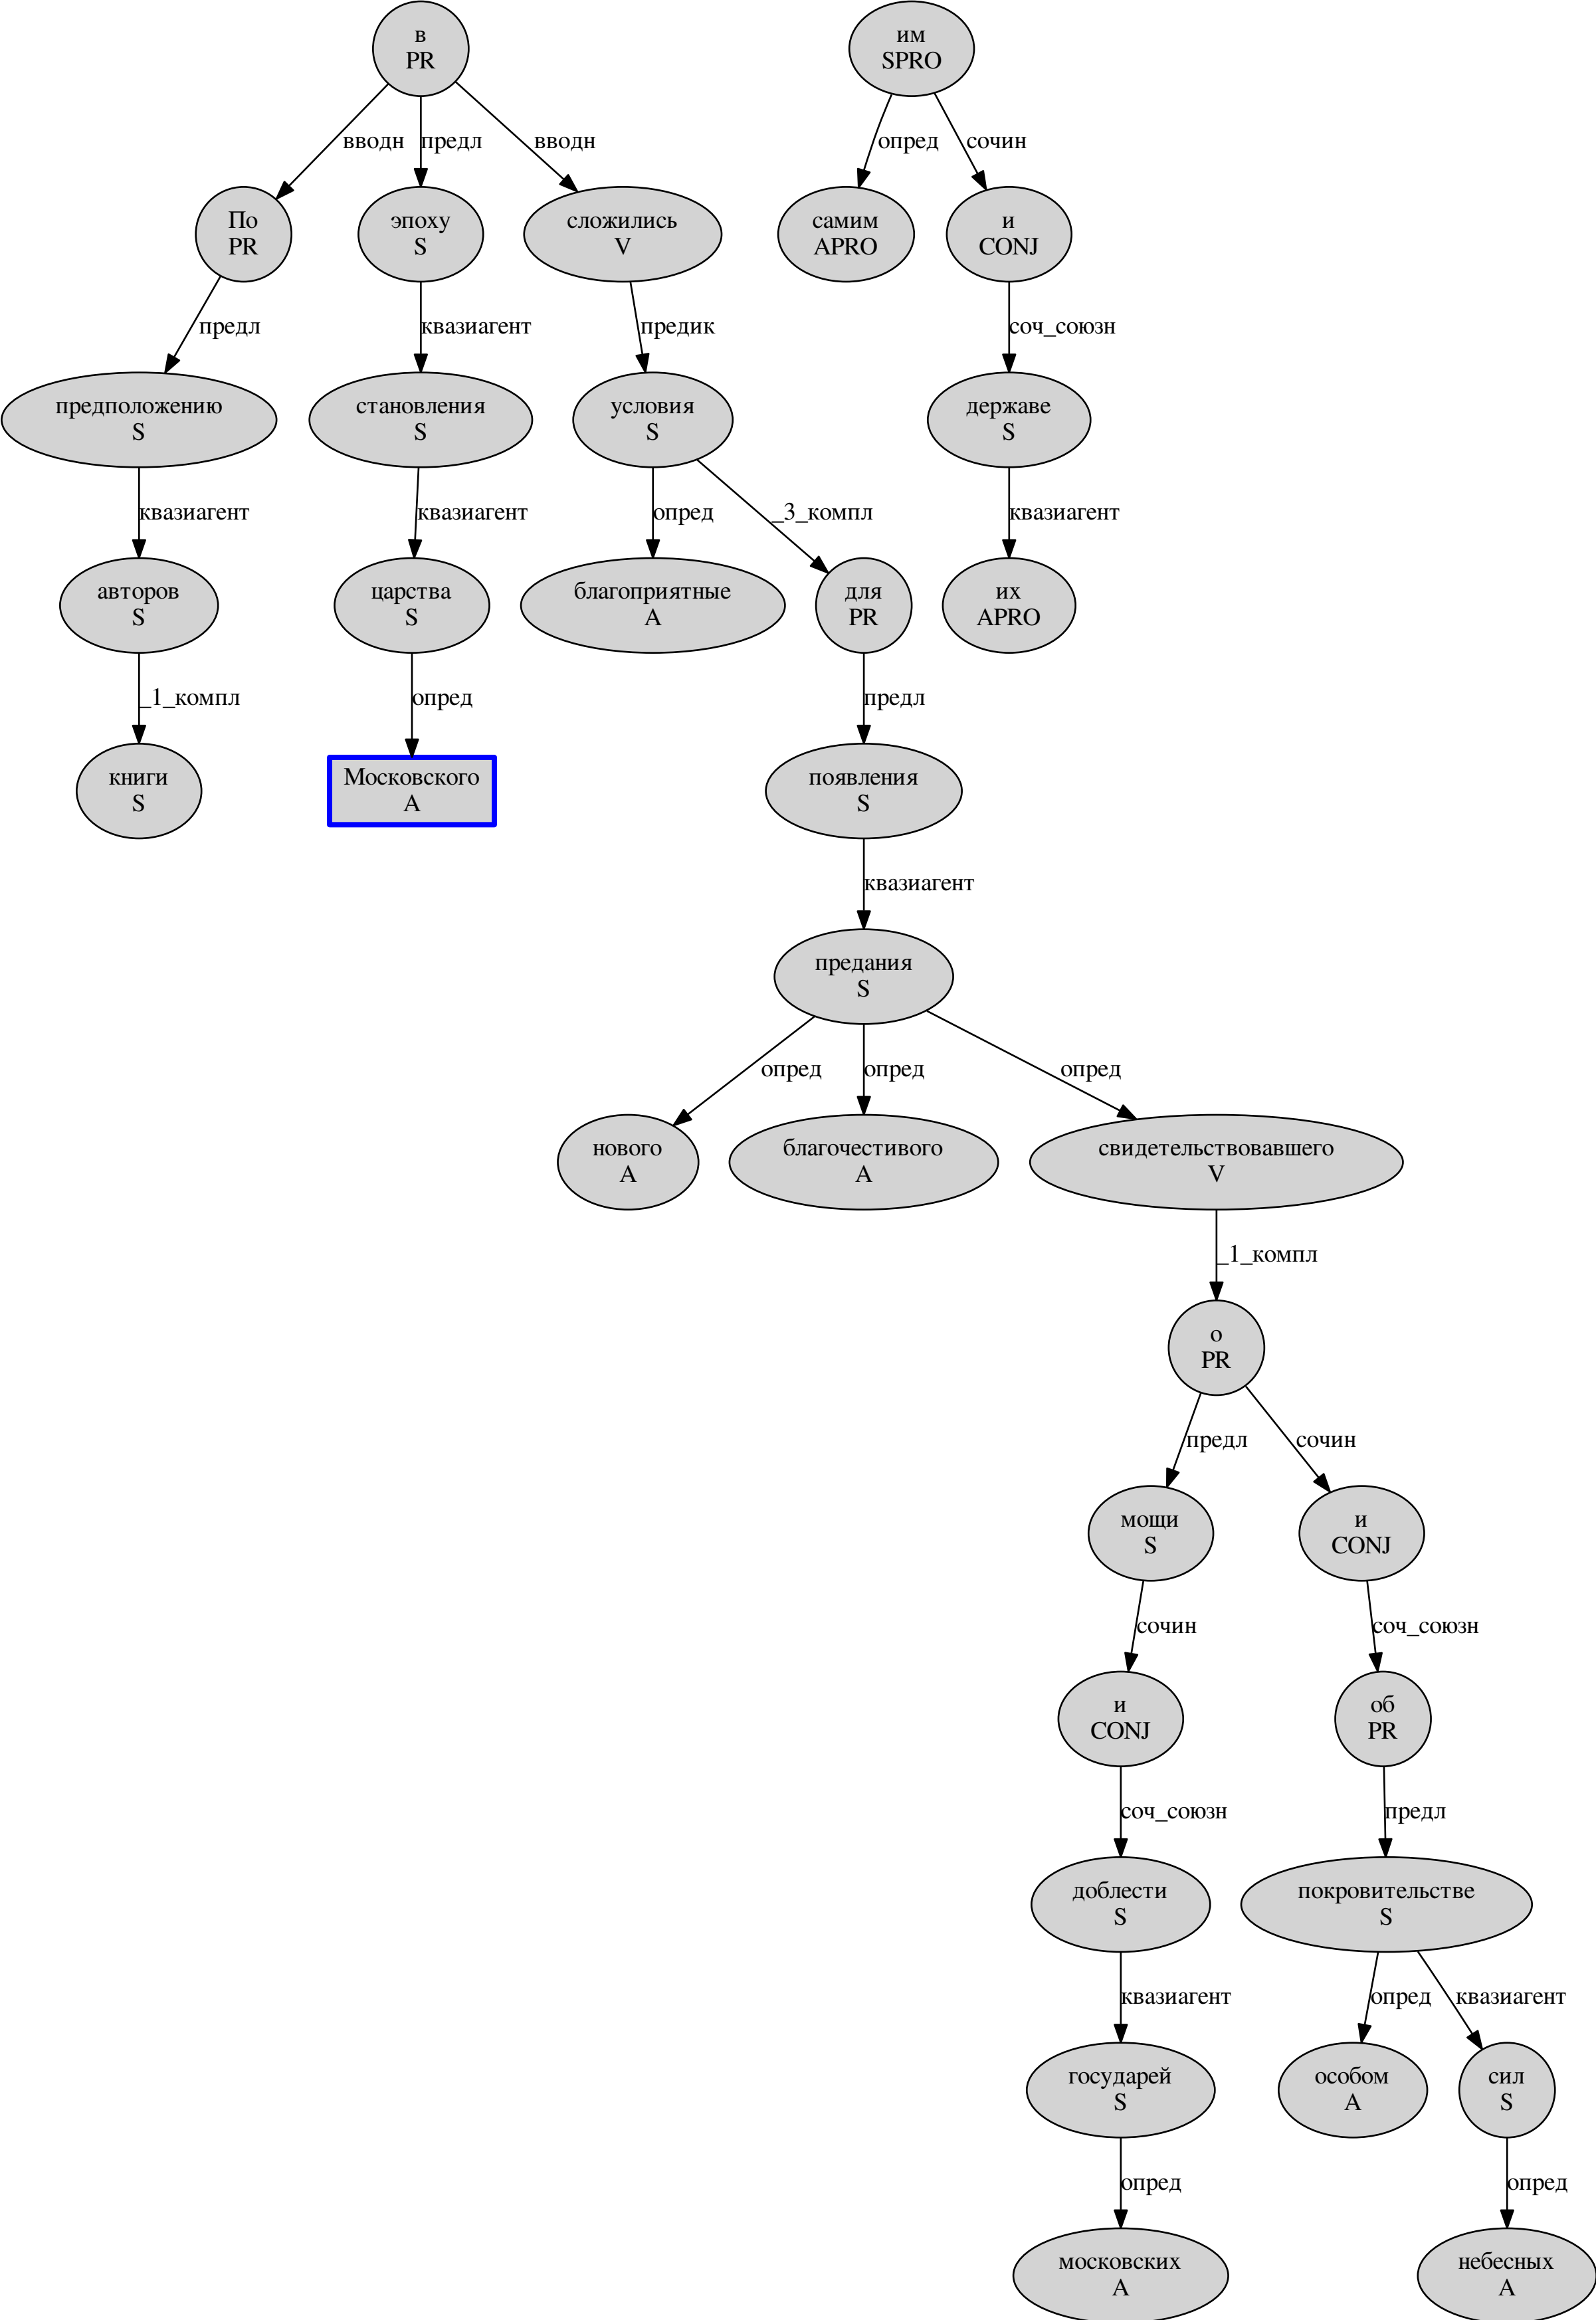 в
PR
им
SPRO
вводн
предл
вводн
опред
сочин
По
PR
эпоху
S
сложились
V
самим
APRO
и
CONJ
предл
квазиагент
предик
соч_союзн
предположению
S
становления
S
условия
S
державе
S
квазиагент
квазиагент
опред
_3_компл
квазиагент
авторов
S
царства
S
благоприятные
A
для
PR
их
APRO
_1_компл
опред
предл
книги
S
Московского
A
появления
S
квазиагент
предания
S
опред
опред
опред
нового
A
благочестивого
A
свидетельствовавшего
V
_1_компл
о
PR
предл
сочин
мощи
S
и
CONJ
сочин
соч_союзн
и
CONJ
об
PR
соч_союзн
предл
доблести
S
покровительстве
S
квазиагент
опред
квазиагент
государей
S
особом
A
сил
S
опред
опред
московских
A
небесных
A